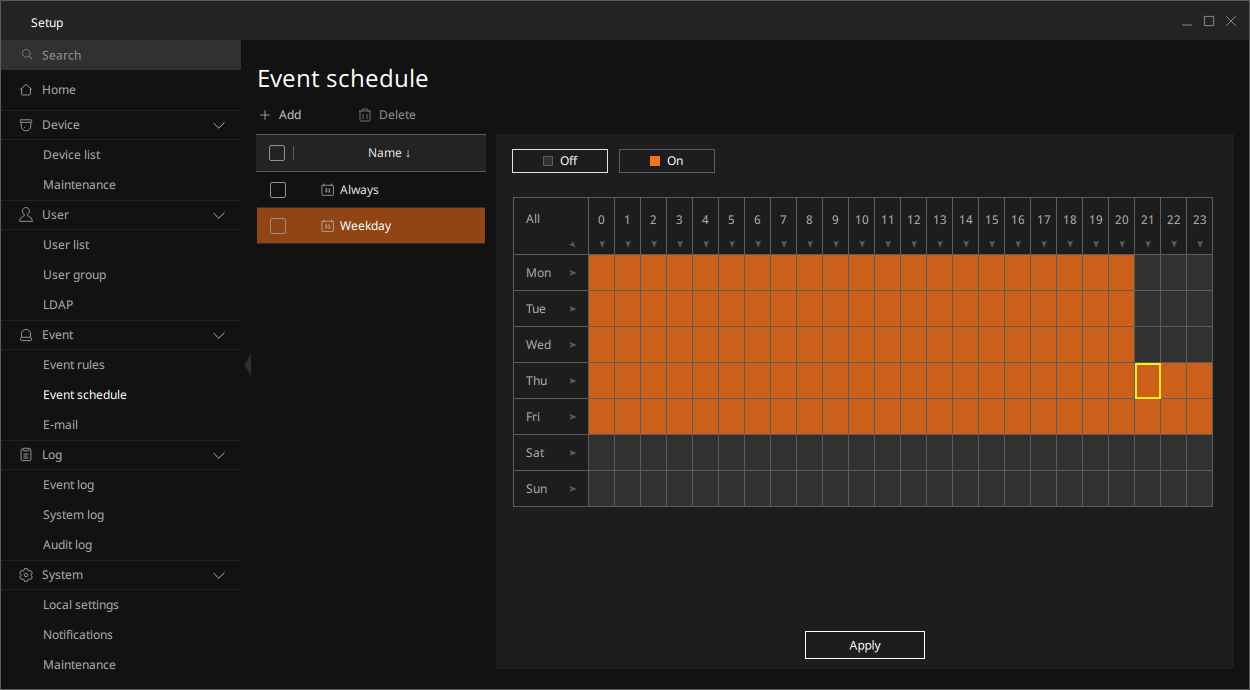 Setup
Search
Home
Device
Device list
Maintenance
User
User list
User group
LDAP
Event
Event rules
Event schedule
E-mail
Log
Event log
System log
Audit log
System
Local settings
Notifications
Maintenance
Event schedule
Add Delete
Name ↓
Always
Weekday
Off On
All 0 1 2 3 4 5 6 7 8 9 10 11 12 13 14 15 16 17 18 19 20 21 22 23
Mon
Tue
Wed
Thu
Fri
Sat
Sun
Apply